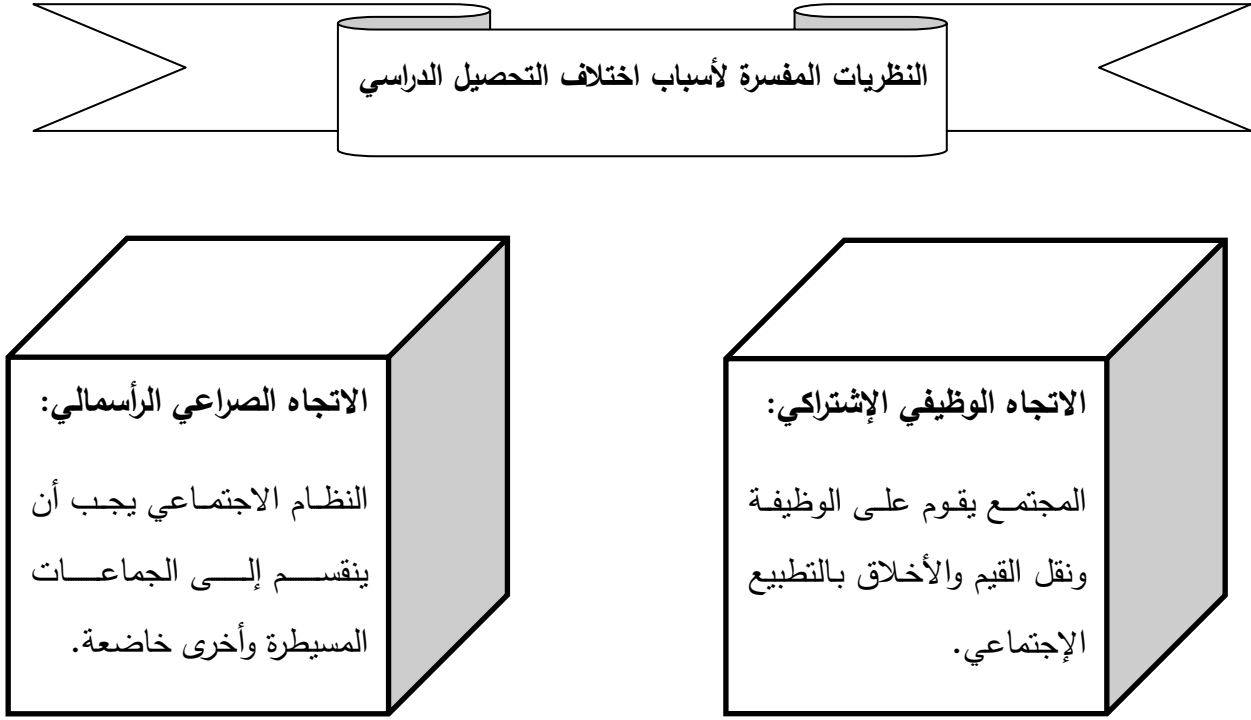 النظريات المفسرة لأسباب اختلاف التحصيل الدراسي
الاتجاه الوظيفي الإشتراكي:
المجتمع يقوم على الوظيفة
ونقل القيم والأخلاق بالتطبيع
الإجتماعي.
الاتجاه الصراعي الرأسمالي:
النظام الاجتماعي يجب أن
ينقسم إلى الجماعات
المسيطرة وأخرى خاضعة.